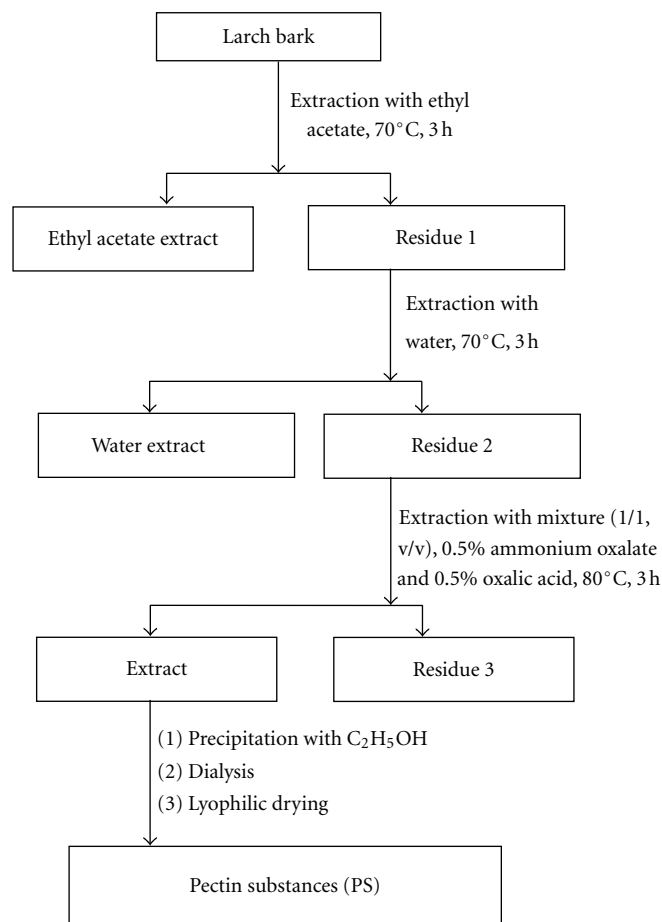 Larch bark
Extraction with ethyl
acetate, 70°C, 3 h
Ethyl acetate extract
Residue 1
Extraction with
water, 70°C, 3 h
Water extract
Residue 2
Extraction with mixture (1/1,
v/v), 0.5% ammonium oxalate
and 0.5% oxalic acid, 80°C, 3 h
Extract
Residue 3
(1) Precipitation with C₂H₅OH
(2) Dialysis
(3) Lyophilic drying
Pectin substances (PS)